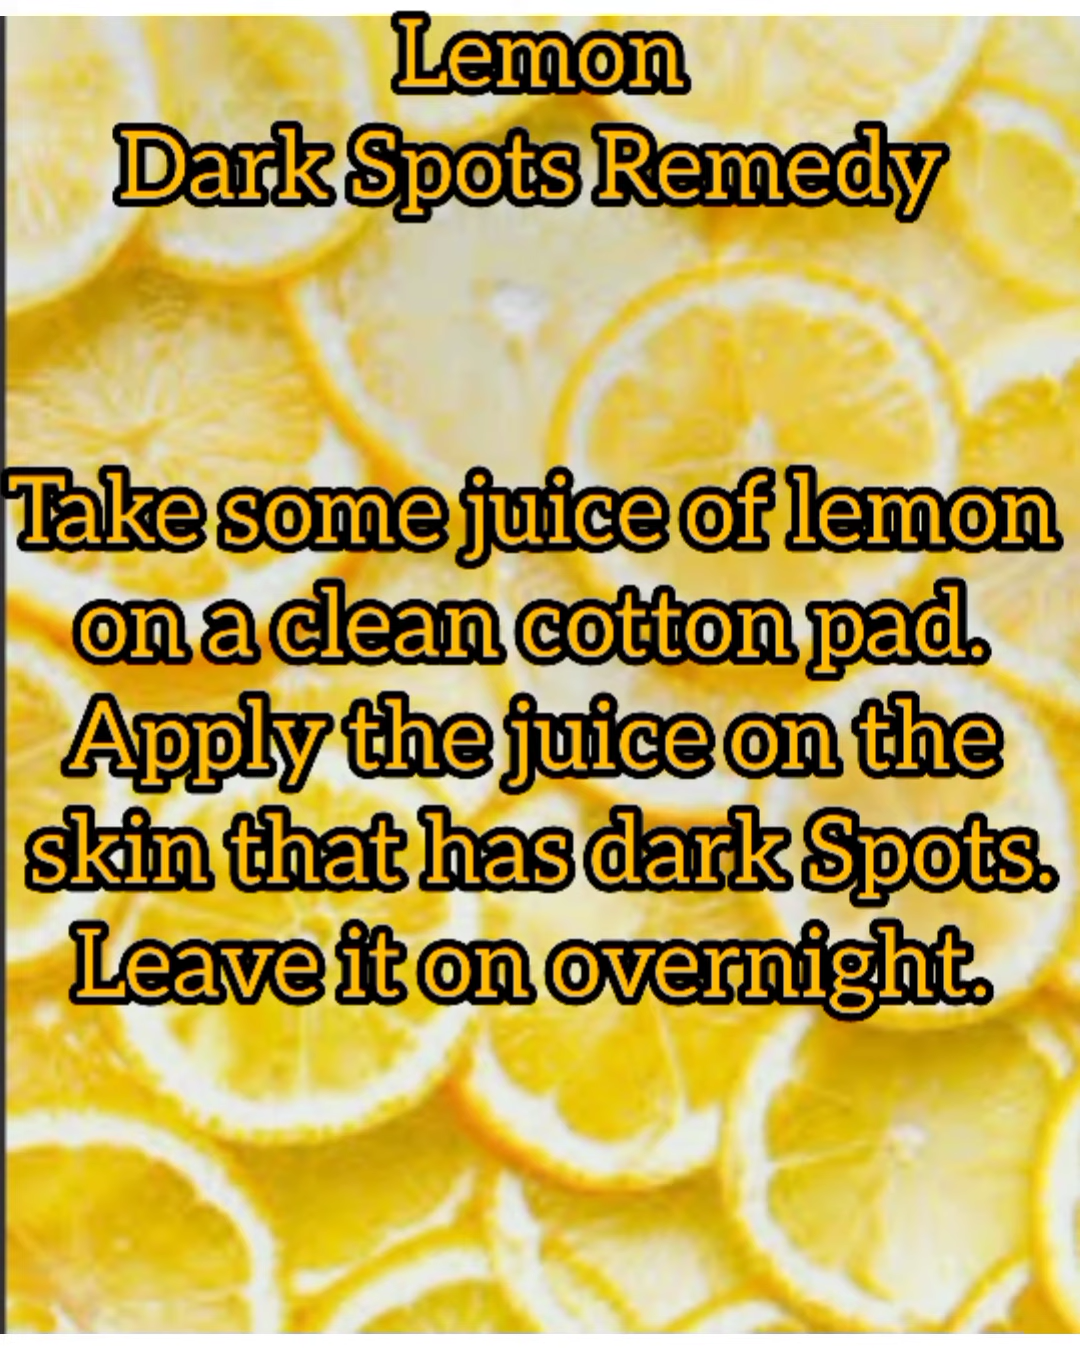 Lemon
Dark Spots Remedy
Take some juice of lemon
on a clean cotton pad.
Apply the juice on the
skin that has dark Spots.
Leave it on overnight.